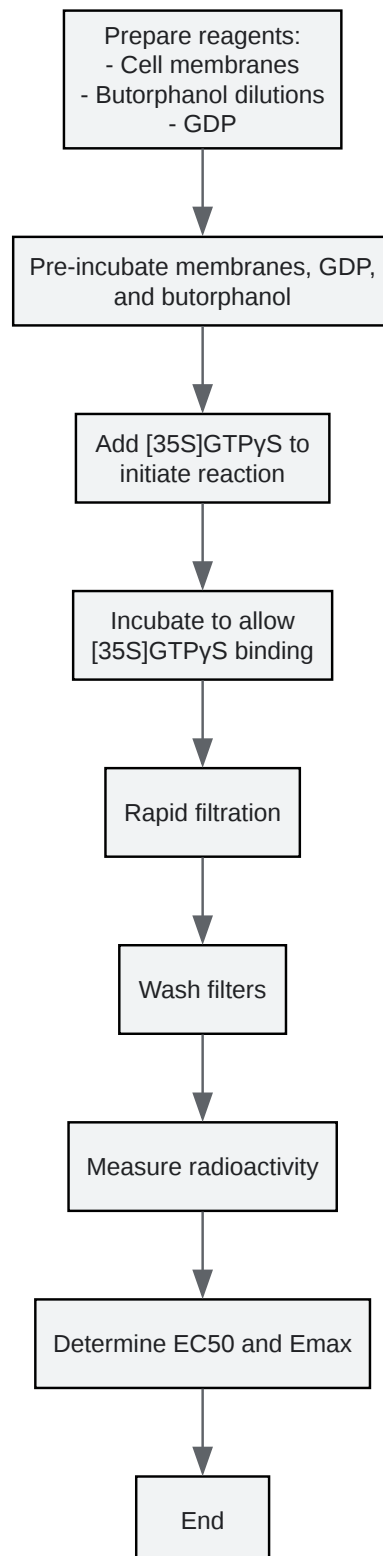 Prepare reagents:
- Cell membranes
- Butorphanol dilutions
- GDP
Pre-incubate membranes, GDP,
and butorphanol
Add [35S]GTPγS to
initiate reaction
Incubate to allow
[35S]GTPγS binding
Rapid filtration
Wash filters
Measure radioactivity
Determine EC50 and Emax
End